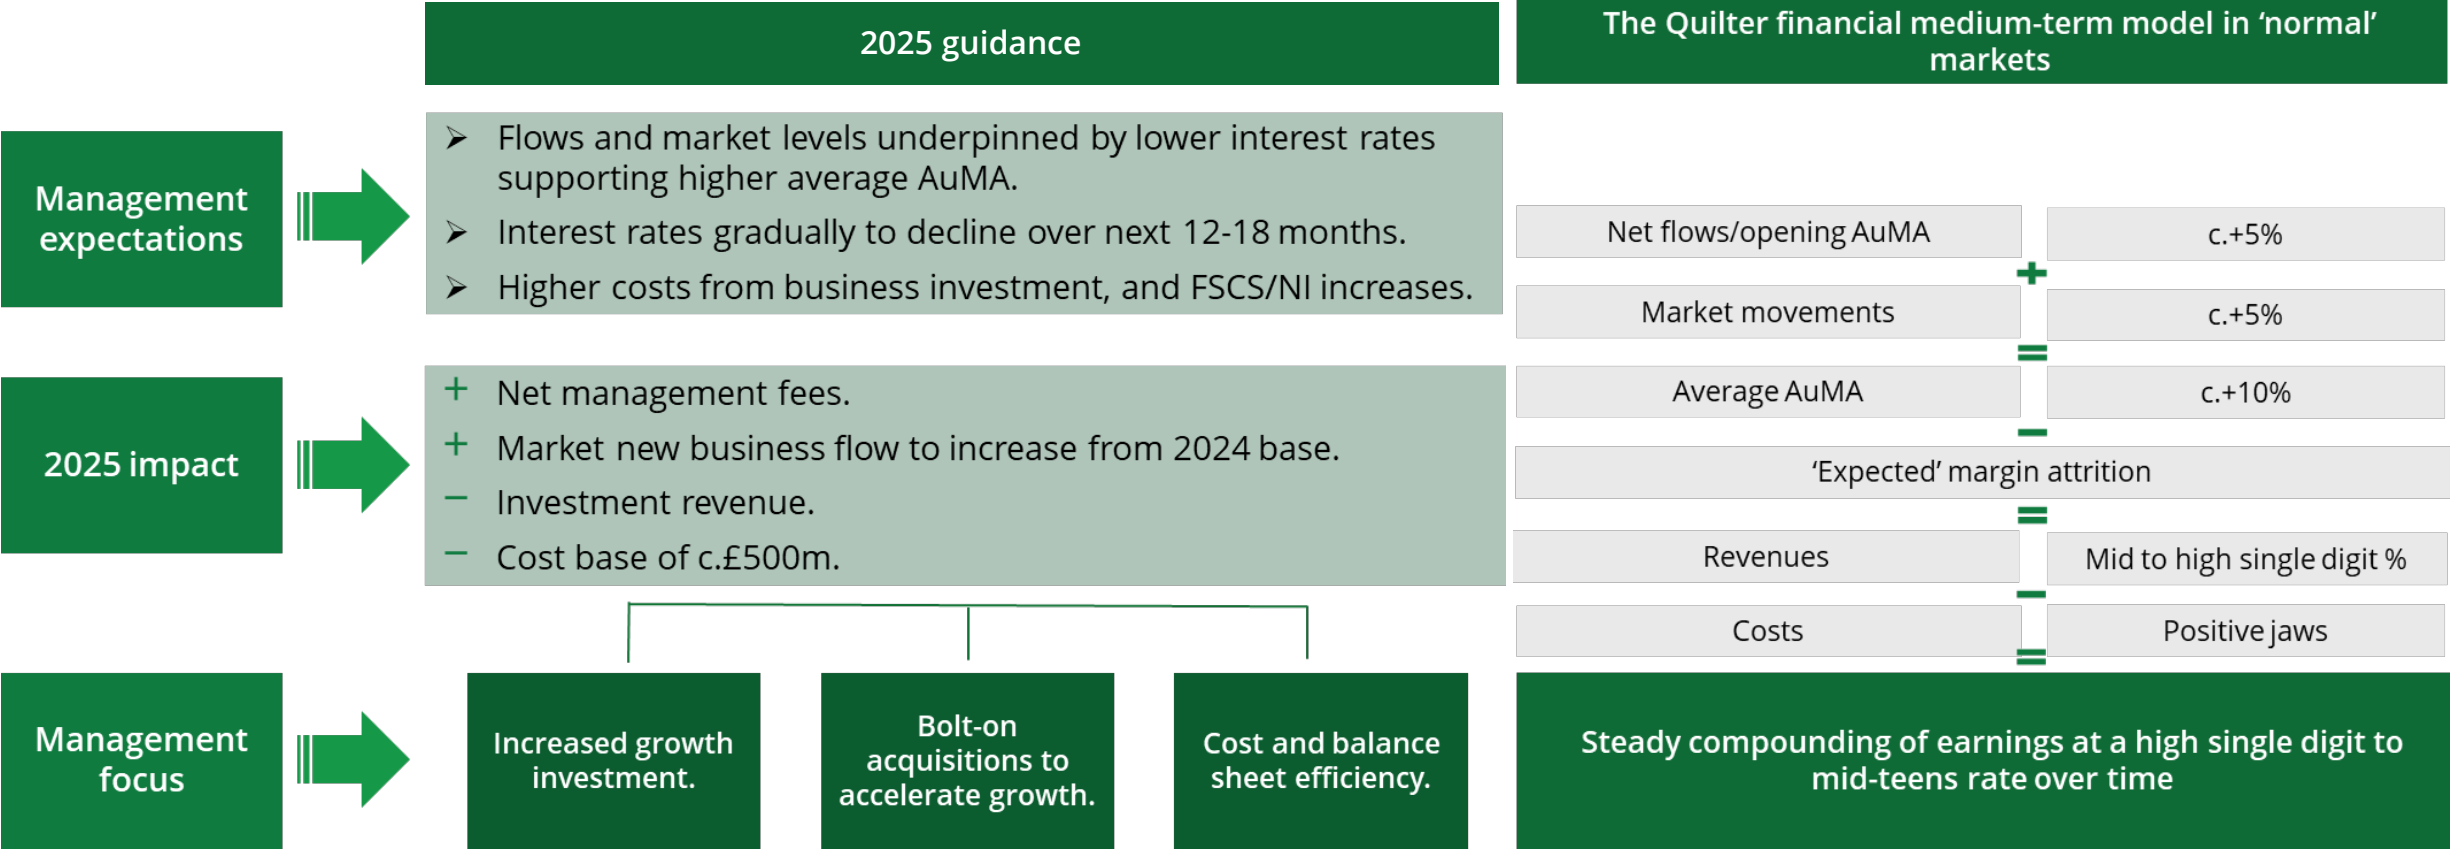 2025 guidance
The Quilter financial medium-term model in ‘normal’
markets
Management
expectations
➢ Flows and market levels underpinned by lower interest rates
supporting higher average AuMA.
➢ Interest rates gradually to decline over next 12-18 months.
➢ Higher costs from business investment, and FSCS/NI increases.
2025 impact
+ Net management fees.
+ Market new business flow to increase from 2024 base.
− Investment revenue.
− Cost base of c.£500m.
Management
focus
Increased growth
investment.
Bolt-on
acquisitions to
accelerate growth.
Cost and balance
sheet efficiency.
Net flows/opening AuMA
c.+5%
+
Market movements
c.+5%
=
Average AuMA
c.+10%
−
‘Expected’ margin attrition
=
Revenues
Mid to high single digit %
−
Costs
Positive jaws
=
Steady compounding of earnings at a high single digit to
mid-teens rate over time